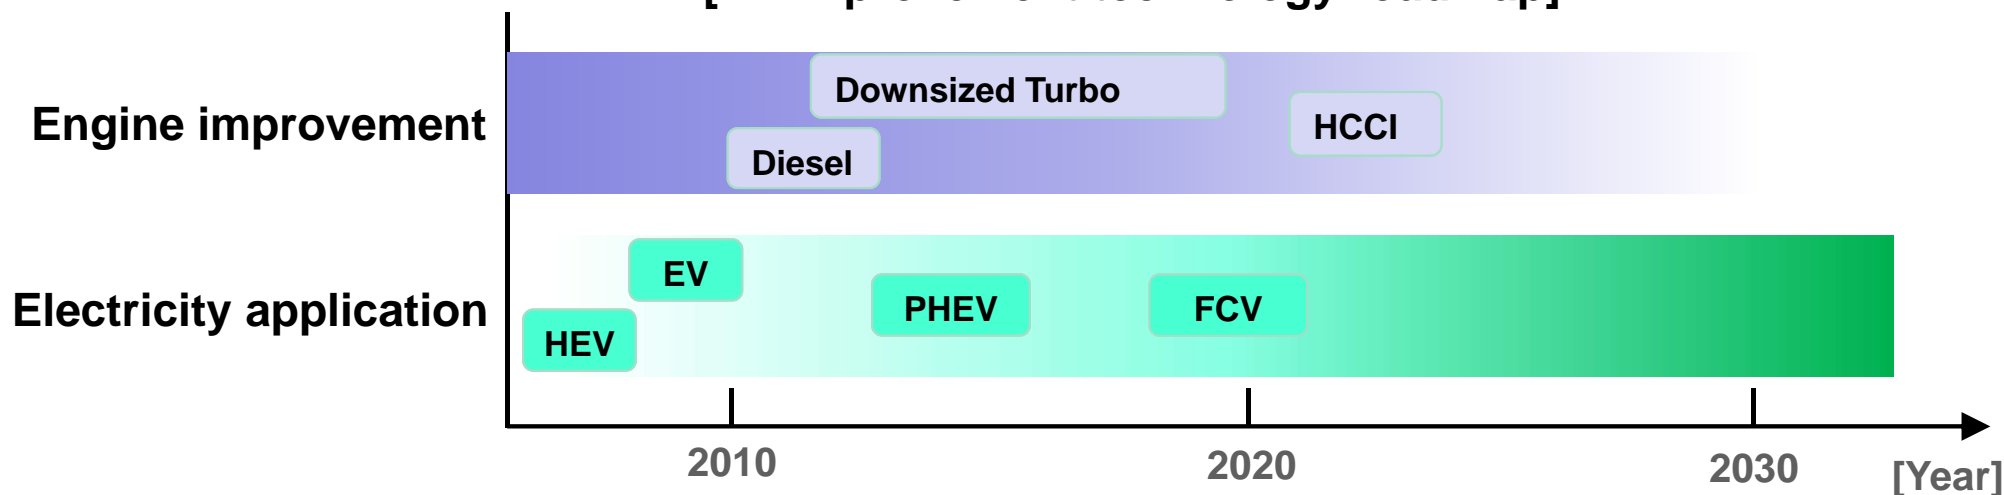 Engine improvement
Downsized Turbo
HCCI
Diesel
Electricity application
EV
PHEV
FCV
HEV
2010
2020
2030
[Year]